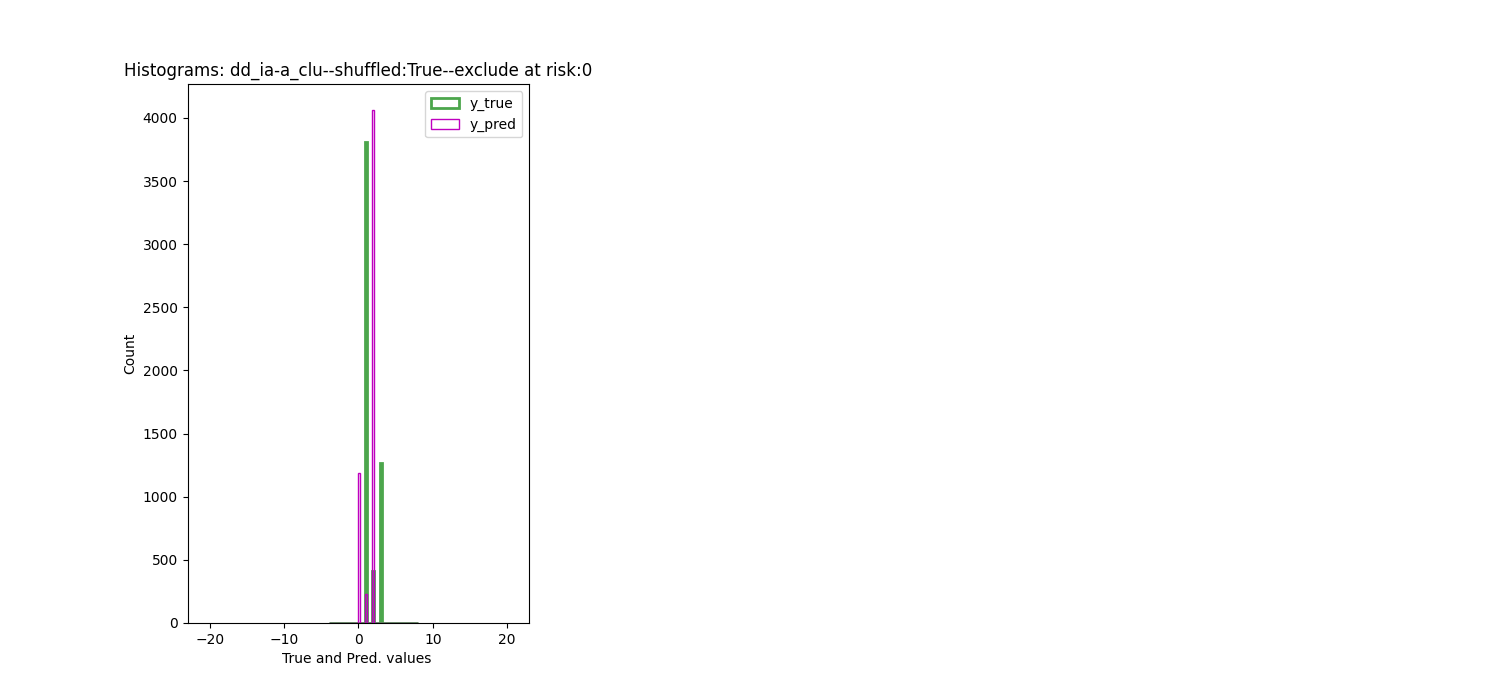 Histograms: dd_ia-a_clu--shuffled:True--exclude at risk:0
y_true
y_pred
4000
3500
3000
2500
2000
1500
1000
500
0
Count
−20 −10 0 10 20
True and Pred. values